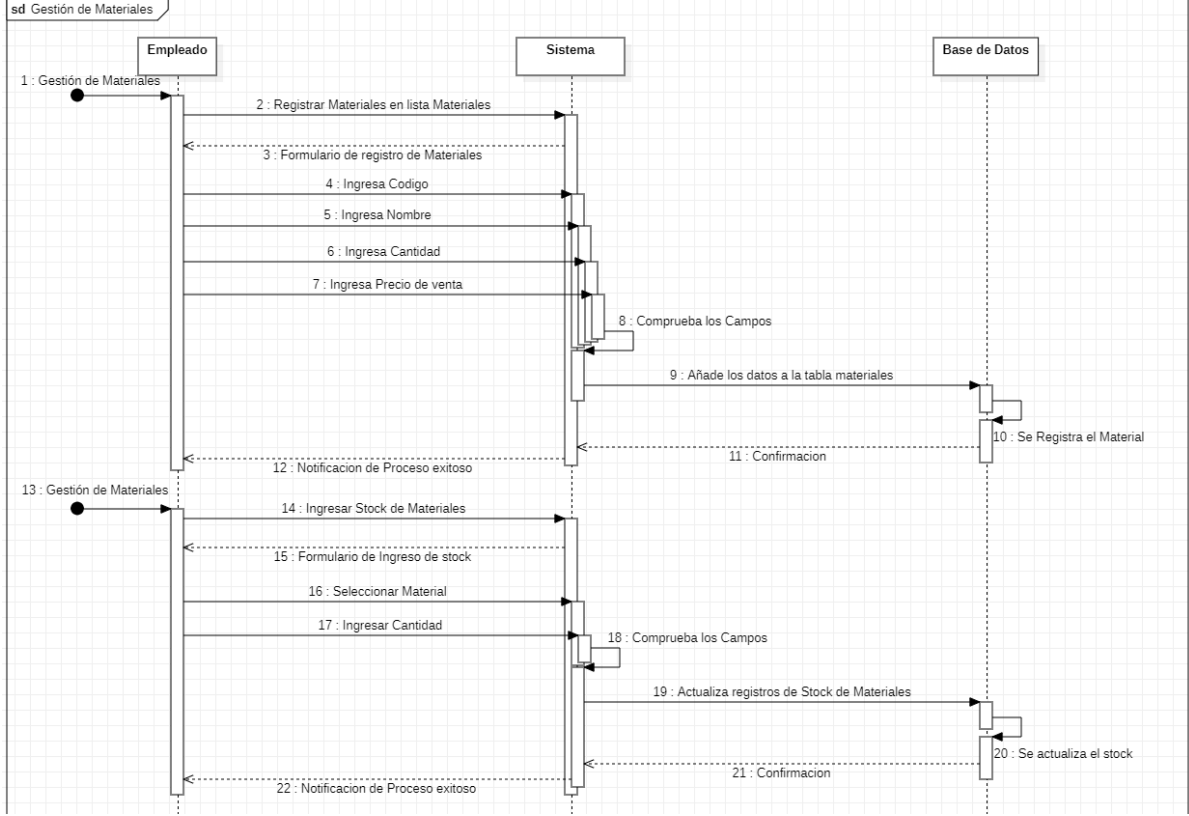 sd Gestión de Materiales
Empleado
Sistema
Base de Datos
1 : Gestión de Materiales
2 : Registrar Materiales en lista Materiales
3 : Formulario de registro de Materiales
4 : Ingresa Codigo
5 : Ingresa Nombre
6 : Ingresa Cantidad
7 : Ingresa Precio de venta
8 : Comprueba los Campos
9 : Añade los datos a la tabla materiales
10 : Se Registra el Material
11 : Confirmacion
12 : Notificacion de Proceso exitoso
13 : Gestión de Materiales
14 : Ingresar Stock de Materiales
15 : Formulario de Ingreso de stock
16 : Seleccionar Material
17 : Ingresar Cantidad
18 : Comprueba los Campos
19 : Actualiza registros de Stock de Materiales
20 : Se actualiza el stock
21 : Confirmacion
22 : Notificacion de Proceso exitoso